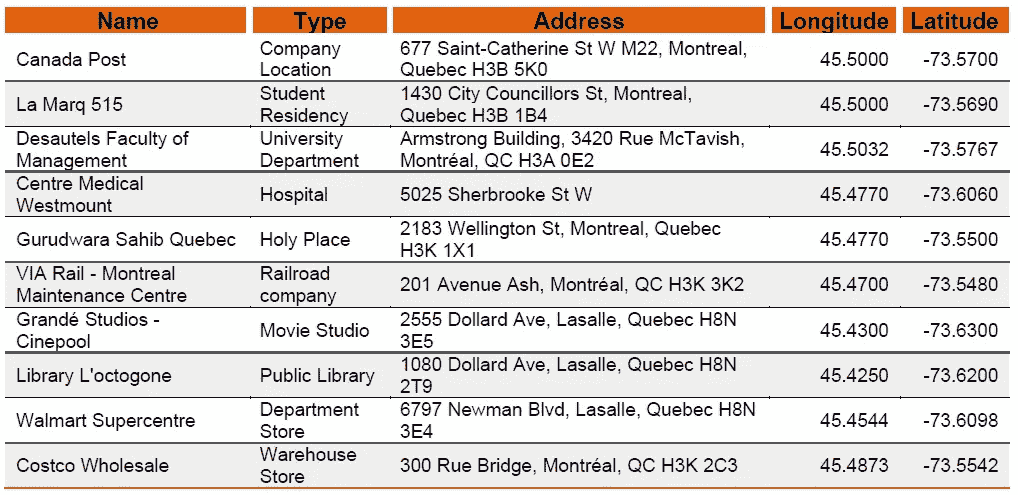 Name Type Address Longitude Latitude
Canada Post Company Location 677 Saint-Catherine St W M22, Montreal, Quebec H3B 5K0 45.5000 -73.5700
La Marq 515 Student Residency 1430 City Councillors St, Montreal, Quebec H3B 1B4 45.5000 -73.5690
Desautels Faculty of Management University Department Armstrong Building, 3420 Rue McTavish, Montréal, QC H3A 0E2 45.5032 -73.5767
Centre Medical Westmount Hospital 5025 Sherbrooke St W 45.4770 -73.6060
Gurudwara Sahib Quebec Holy Place 2183 Wellington St, Montreal, Quebec H3K 1X1 45.4770 -73.5500
VIA Rail - Montreal Maintenance Centre Railroad company 201 Avenue Ash, Montréal, QC H3K 3K2 45.4700 -73.5480
Grandé Studios - Cinepool Movie Studio 2555 Dollard Ave, Lasalle, Quebec H8N 3E5 45.4300 -73.6300
Library L'octogone Public Library 1080 Dollard Ave, Lasalle, Quebec H8N 2T9 45.4250 -73.6200
Walmart Supercentre Department Store 6797 Newman Blvd, Lasalle, Quebec H8N 3E4 45.4544 -73.6098
Costco Wholesale Warehouse Store 300 Rue Bridge, Montréal, QC H3K 2C3 45.4873 -73.5542